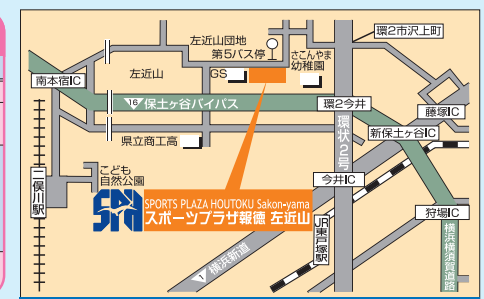 環2市沢上町
左近山団地
第5バス停
さこんやま
幼稚園
左近山
GS
南本宿IC
16
保土ヶ谷バイパス
環2今井
藤塚IC
新保土ヶ谷IC
県立商工高
環状2号
こども
自然公園
今井IC
二俣川駅
SPORTS PLAZA HOUTOKU Sakon-yama
スポーツプラザ報徳 左近山
狩場IC
JR東戸塚駅
1
横浜新道
横浜横須賀道路